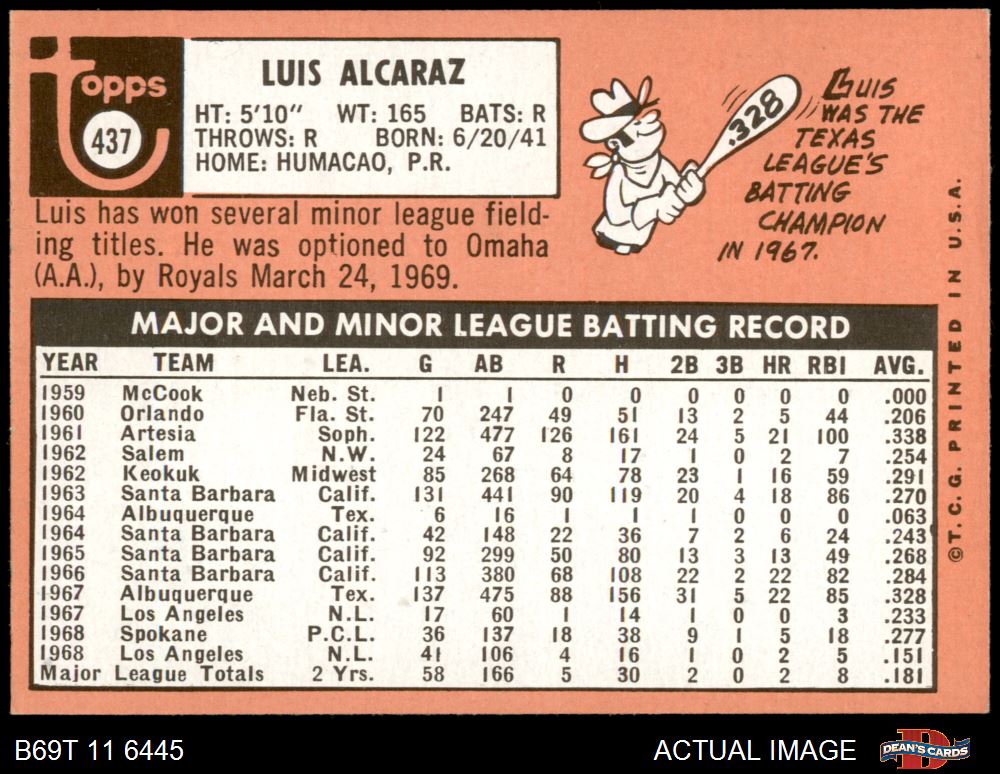 topps
437
LUIS ALCARAZ
HT: 5'10" WT: 165 BATS: R
THROWS: R BORN: 6/20/41
HOME: HUMACAO, P.R.
Luis has won several minor league field-
ing titles. He was optioned to Omaha
(A.A.), by Royals March 24, 1969.
.328
LUIS
WAS THE
TEXAS
LEAGUE'S
BATTING
CHAMPION
IN 1967.
MAJOR AND MINOR LEAGUE BATTING RECORD
YEAR TEAM LEA. G AB R H 2B 3B HR RBI AVG.
1959 McCook Neb. St. 1 1 0 0 0 0 0 0 .000
1960 Orlando Fla. St. 70 247 49 51 13 2 5 44 .206
1961 Artesia Soph. 122 477 126 161 24 5 21 100 .338
1962 Salem N.W. 24 67 8 17 1 0 2 7 .254
1962 Keokuk Midwest 85 268 64 78 23 1 16 59 .291
1963 Santa Barbara Calif. 131 441 90 119 20 4 18 86 .270
1964 Albuquerque Tex. 6 16 1 1 1 0 0 0 .063
1964 Santa Barbara Calif. 42 148 22 36 7 2 6 24 .243
1965 Santa Barbara Calif. 92 299 50 80 13 3 13 49 .268
1966 Santa Barbara Calif. 113 380 68 108 22 2 22 82 .284
1967 Albuquerque Tex. 137 475 88 156 31 5 22 85 .328
1967 Los Angeles N.L. 17 60 1 14 1 0 0 3 .233
1968 Spokane P.C.L. 36 137 18 38 9 1 5 18 .277
1968 Los Angeles N.L. 41 106 4 16 1 0 2 5 .151
Major League Totals 2 Yrs. 58 166 5 30 2 0 2 8 .181
©T.C.G. PRINTED IN U.S.A.
B69T 11 6445
ACTUAL IMAGE
DEAN'S CARDS